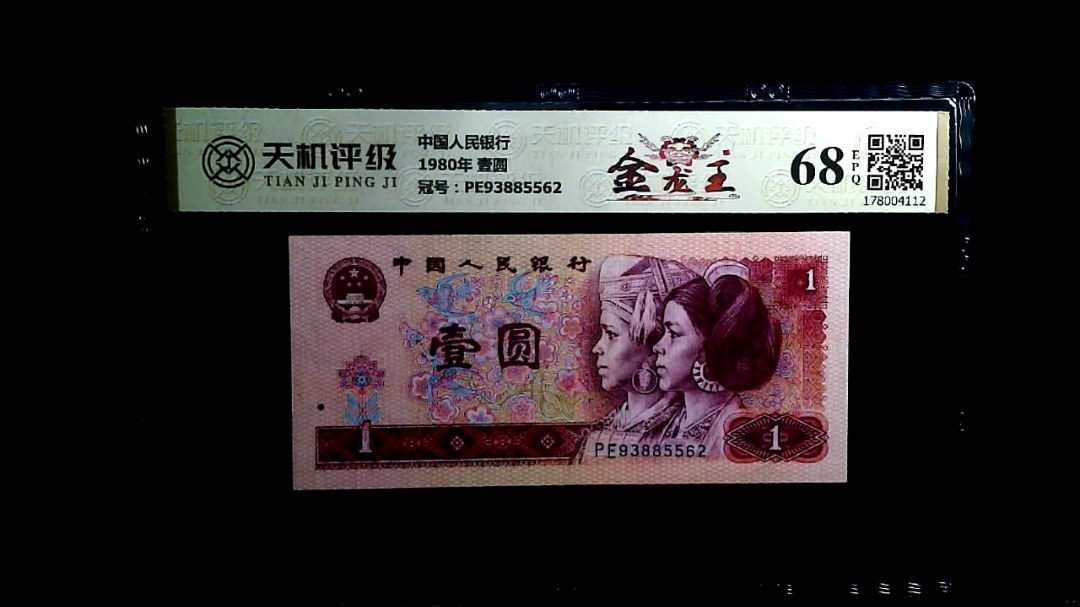 天机评级
TIAN JI PING JI
中国人民银行
1980年 壹圆
冠号：PE93885562
金龙王
68
EPQ
178004112
中国人民银行
1
壹圆
1
PE93885562
1